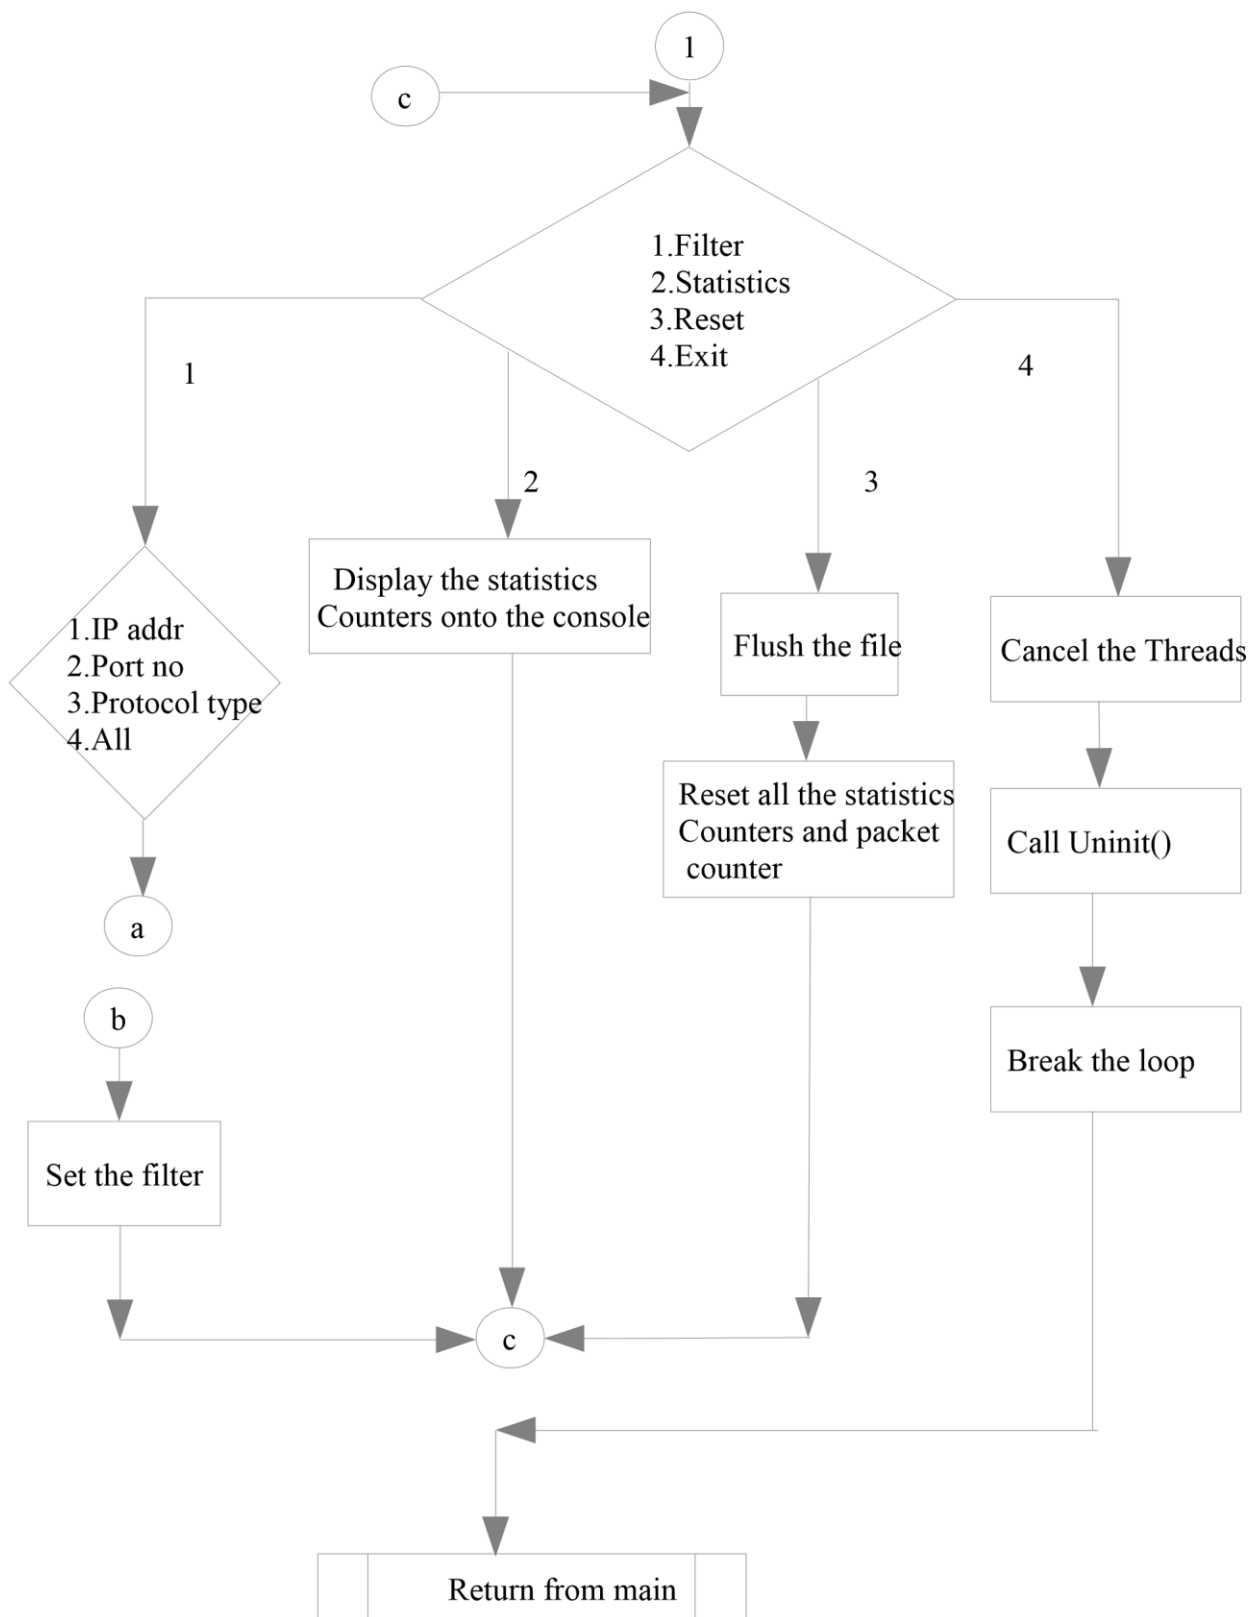 1
c
1.Filter
2.Statistics
3.Reset
4.Exit
1
4
2
3
Display the statistics
Counters onto the console
1.IP addr
2.Port no
3.Protocol type
4.All
Flush the file
Cancel the Threads
Reset all the statistics
Counters and packet
counter
Call Uninit()
a
b
Break the loop
Set the filter
c
Return from main